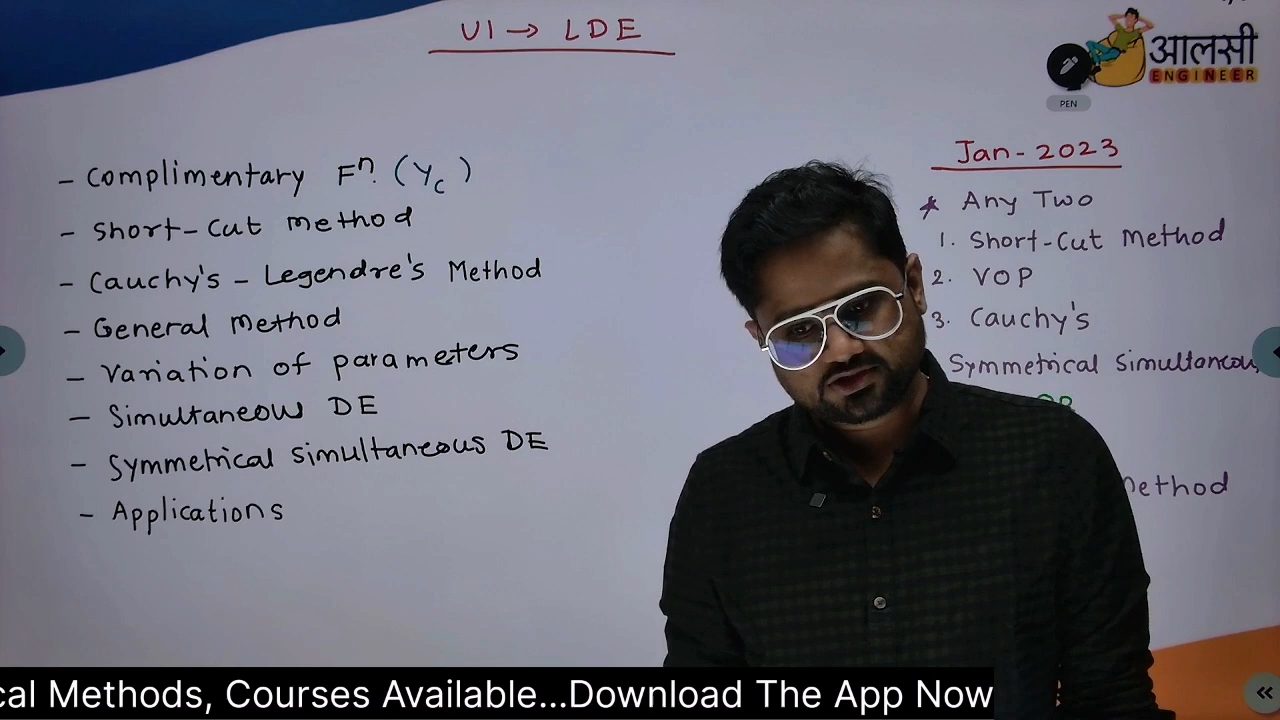 U1 → LDE
आलसी
ENGINEER
PEN
- Complimentary Fⁿ. (Yc)
- Short-Cut Method
- Cauchy's - Legendre's Method
- General Method
- Variation of parameters
- Simultaneous DE
- Symmetrical simultaneous DE
- Applications
Jan-2023
* Any Two
1. Short-Cut Method
2. VOP
3. Cauchy's
Symmetrical Simultaneou
OR
Method
cal Methods, Courses Available...Download The App Now